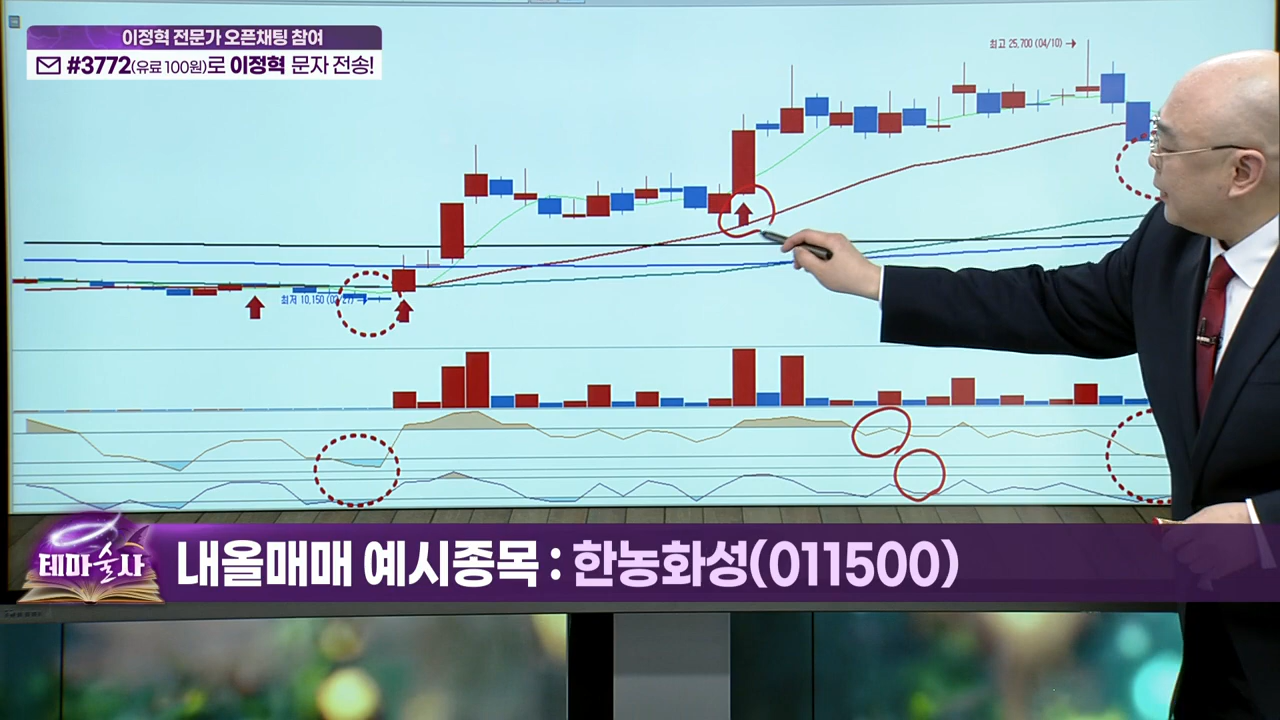 이정혁 전문가 오픈채팅 참여
#3772(유료 100원)로 이정혁 문자 전송!
최고 25,700 (04/10) →
최저 10,150
테마술사
내올매매 예시종목 : 한농화성(011500)